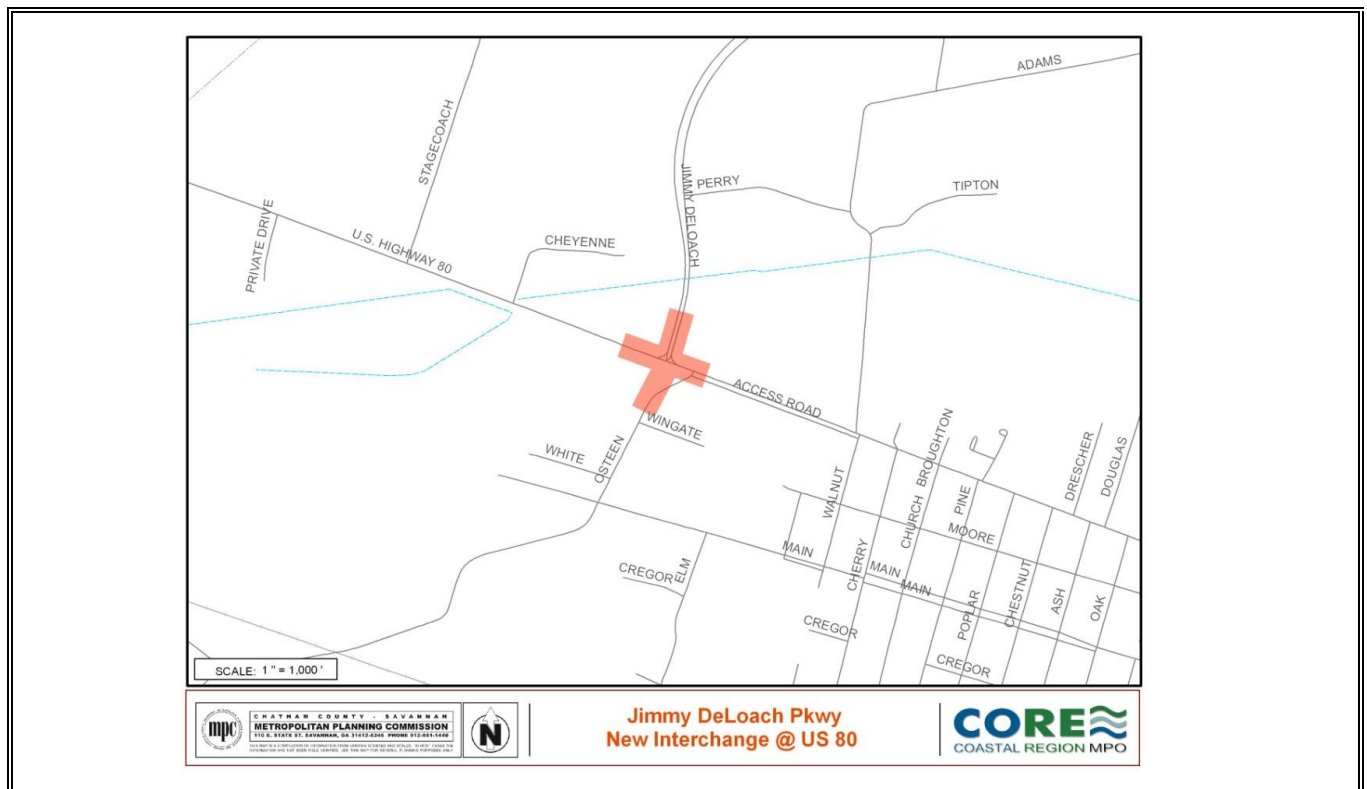 ADAMS
STAGECOACH
JIMMY DELOACH
PERRY
TIPTON
PRIVATE DRIVE
U.S. HIGHWAY 80
CHEYENNE
ACCESS ROAD
WINGATE
WHITE
OSTEEN
WALNUT
CHERRY
CHURCH
BROUGHTON
PINE
DRESCHER
DOUGLAS
MOORE
MAIN
MAIN
MAIN
CREGOR
ELM
POPLAR
CHESTNUT
ASH
OAK
CREGOR
CREGOR
SCALE: 1 " = 1,000 '
mpc
CHATHAM COUNTY - SAVANNAH
METROPOLITAN PLANNING COMMISSION
N
Jimmy DeLoach Pkwy
New Interchange @ US 80
CORE
COASTAL REGION MPO